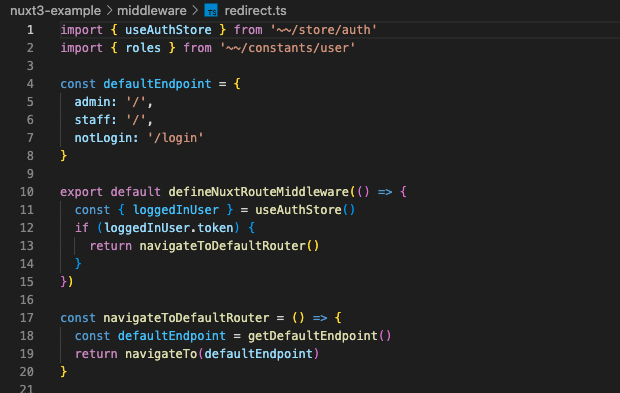 nuxt3-example > middleware > TS redirect.ts
1 import { useAuthStore } from '~~/store/auth'
2 import { roles } from '~~/constants/user'
3
4 const defaultEndpoint = {
5   admin: '/',
6   staff: '/',
7   notLogin: '/login'
8 }
9
10 export default defineNuxtRouteMiddleware(() => {
11   const { loggedInUser } = useAuthStore()
12   if (loggedInUser.token) {
13     return navigateToDefaultRouter()
14   }
15 })
16
17 const navigateToDefaultRouter = () => {
18   const defaultEndpoint = getDefaultEndpoint()
19   return navigateTo(defaultEndpoint)
20 }
21